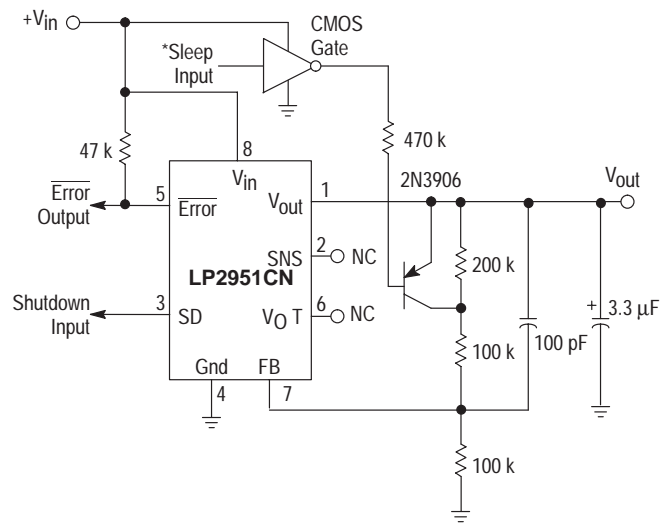 +Vin
*Sleep
Input
CMOS
Gate
47 k
470 k
8
Vin
2N3906
Error
Output
5
Error
Vout
1
Vout
SNS
2
NC
LP2951CN
200 k
Shutdown
Input
3
SD
VO T
6
NC
3.3 µF
+
100 k
100 pF
Gnd
FB
4
7
100 k